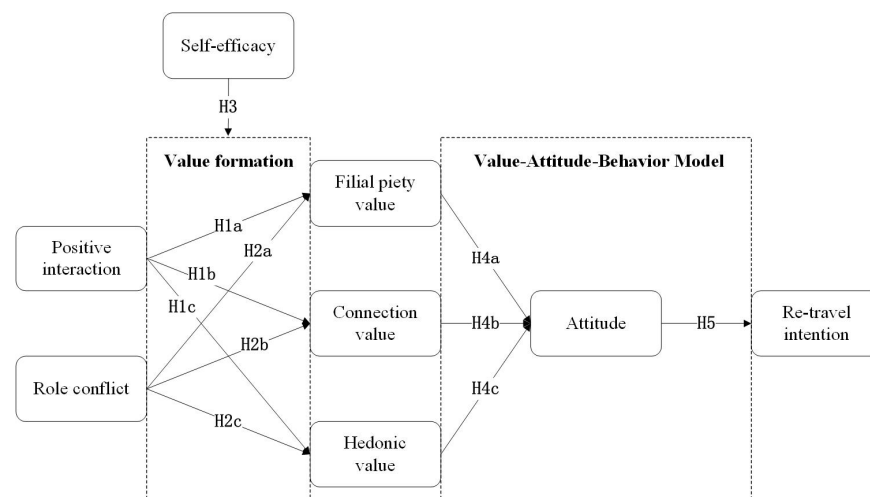 Self-efficacy
H3
Value formation
Value-Attitude-Behavior Model
Filial piety
value
H1a
H2a
Positive
interaction
H1b
H4a
H1c
Connection
value
H4b
Attitude
H5
Re-travel
intention
H2b
Role conflict
H4c
H2c
Hedonic
value